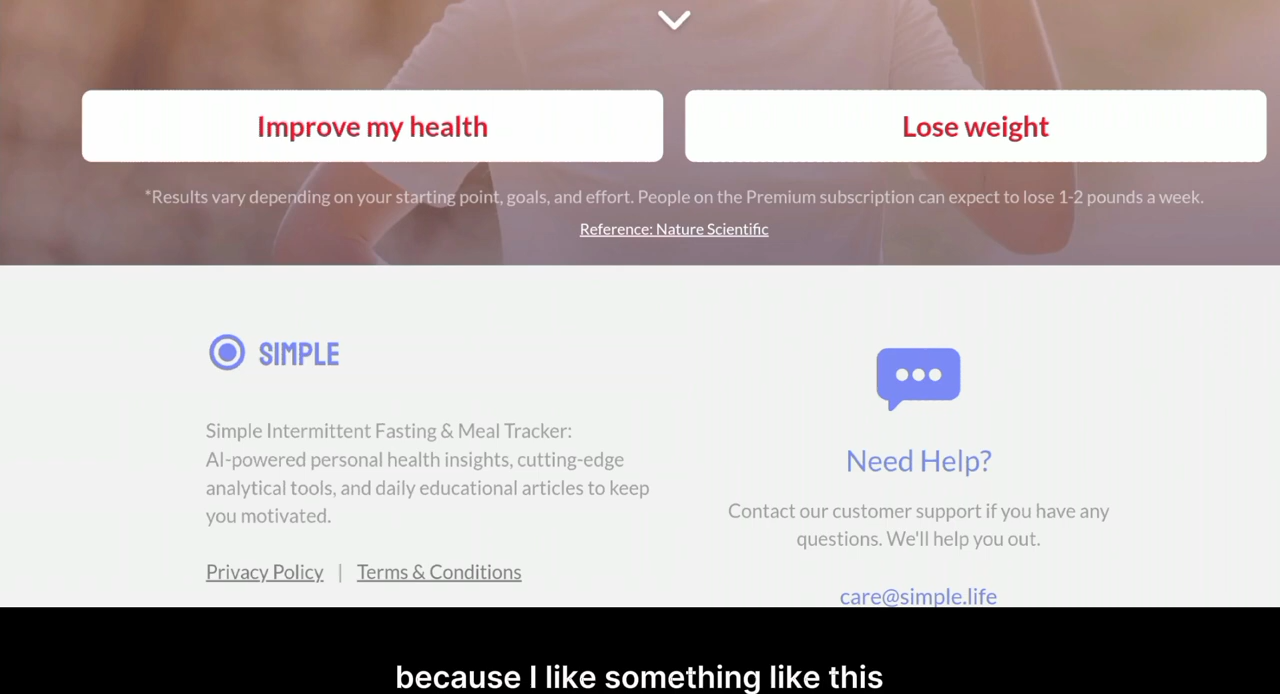 Improve my health
Lose weight
*Results vary depending on your starting point, goals, and effort. People on the Premium subscription can expect to lose 1-2 pounds a week.
Reference: Nature Scientific
SIMPLE
Simple Intermittent Fasting & Meal Tracker:
AI-powered personal health insights, cutting-edge
analytical tools, and daily educational articles to keep
you motivated.
Privacy Policy | Terms & Conditions
Need Help?
Contact our customer support if you have any
questions. We'll help you out.
care@simple.life
because I like something like this